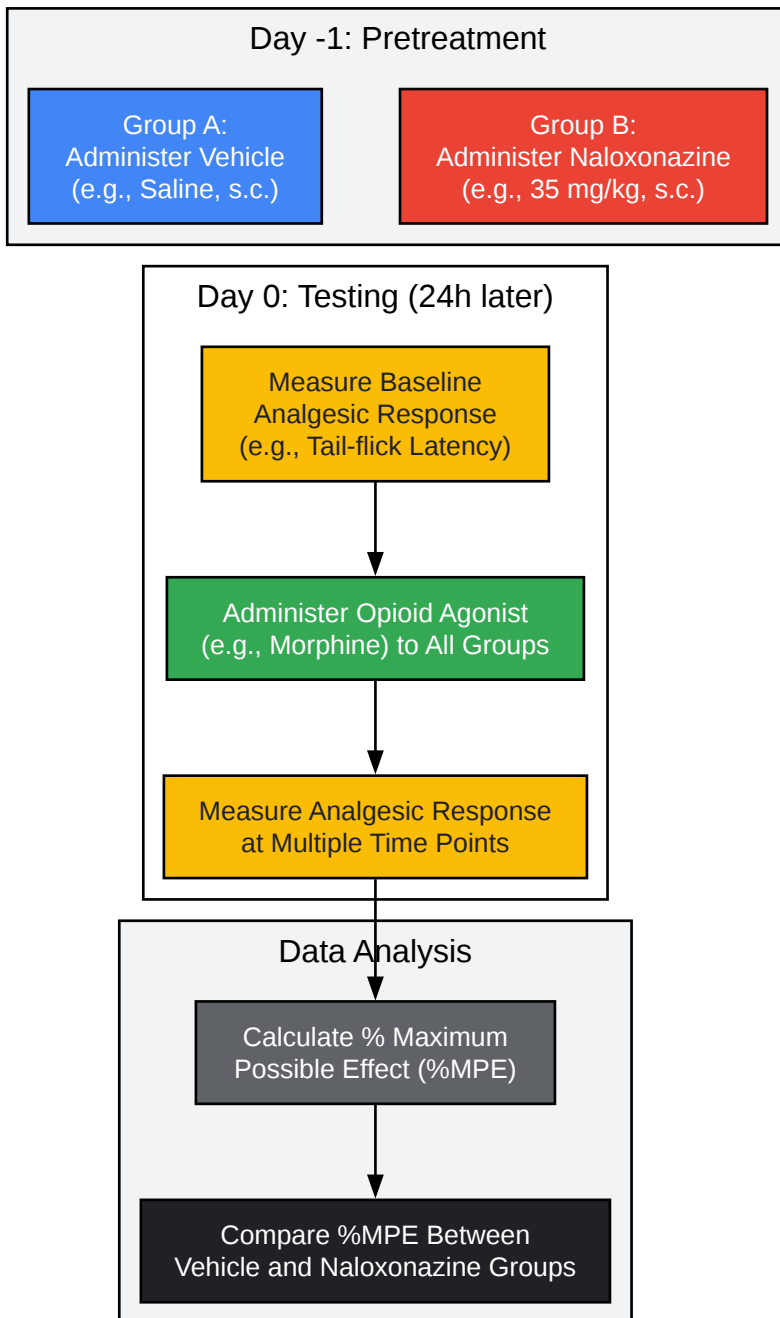 Day -1: Pretreatment
Group A:
Administer Vehicle
(e.g., Saline, s.c.)
Group B:
Administer Naloxonazine
(e.g., 35 mg/kg, s.c.)
Day 0: Testing (24h later)
Measure Baseline
Analgesic Response
(e.g., Tail-flick Latency)
Administer Opioid Agonist
(e.g., Morphine) to All Groups
Measure Analgesic Response
at Multiple Time Points
Data Analysis
Calculate % Maximum
Possible Effect (%MPE)
Compare %MPE Between
Vehicle and Naloxonazine Groups